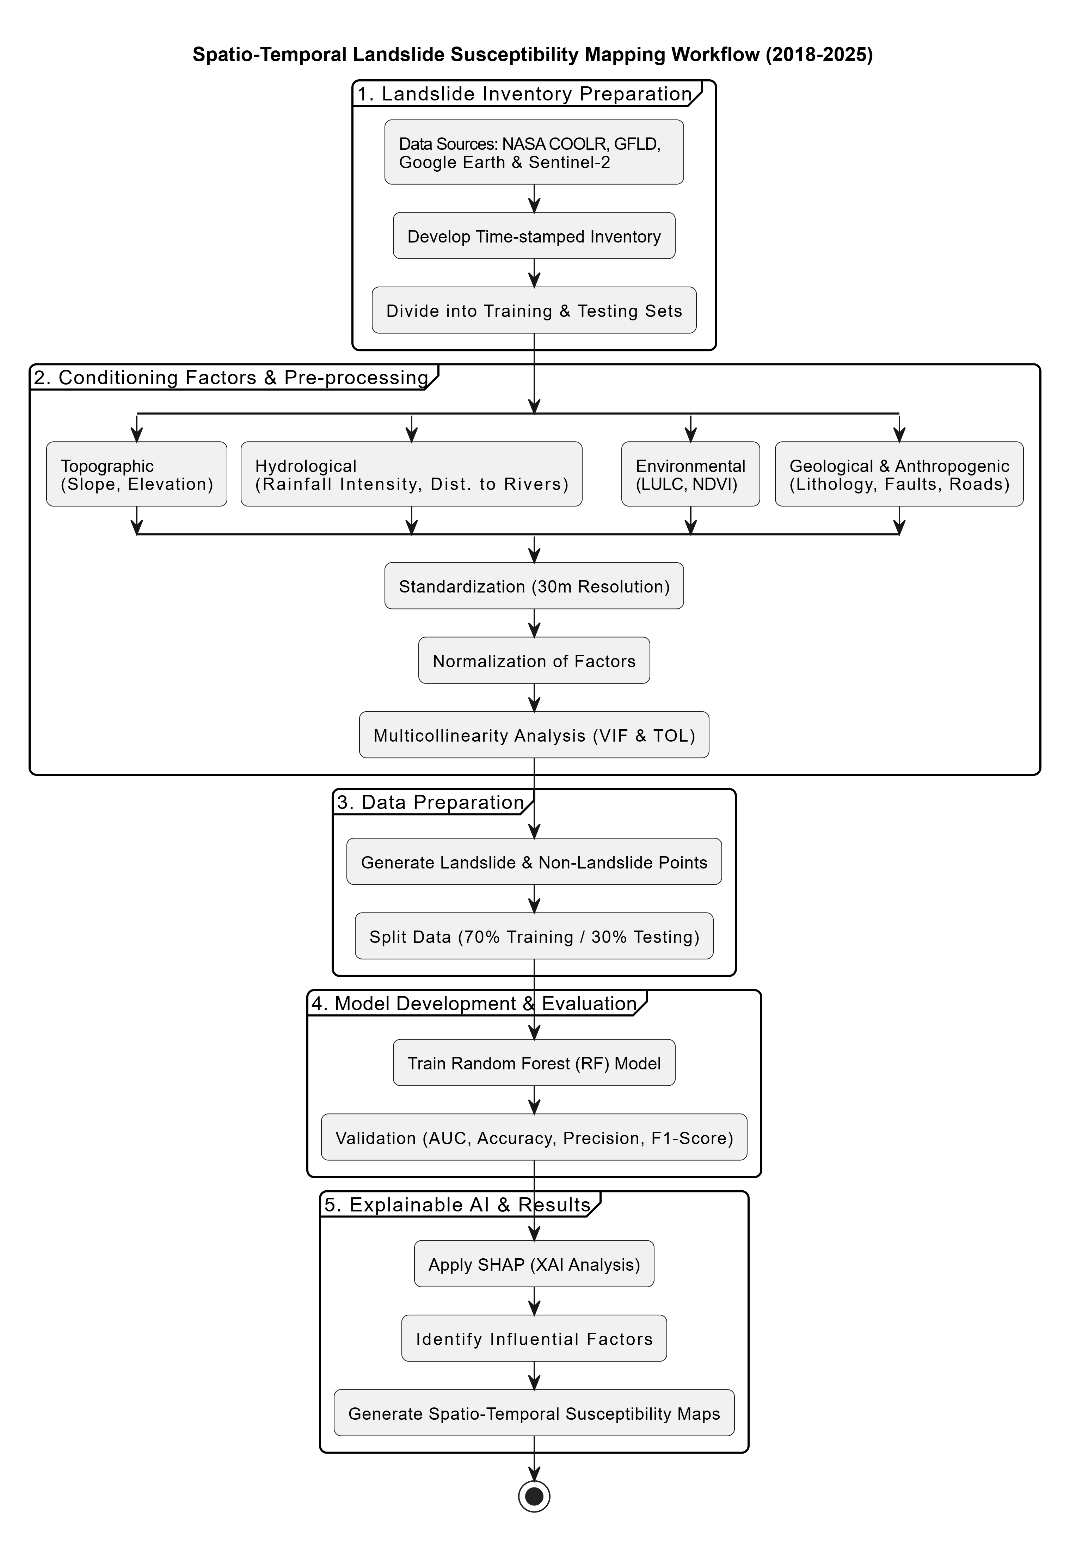 Spatio-Temporal Landslide Susceptibility Mapping Workflow (2018-2025)
1. Landslide Inventory Preparation
Data Sources: NASA COOLR, GFLD,
Google Earth & Sentinel-2
Develop Time-stamped Inventory
Divide into Training & Testing Sets
2. Conditioning Factors & Pre-processing
Topographic
(Slope, Elevation)
Hydrological
(Rainfall Intensity, Dist. to Rivers)
Environmental
(LULC, NDVI)
Geological & Anthropogenic
(Lithology, Faults, Roads)
Standardization (30m Resolution)
Normalization of Factors
Multicollinearity Analysis (VIF & TOL)
3. Data Preparation
Generate Landslide & Non-Landslide Points
Split Data (70% Training / 30% Testing)
4. Model Development & Evaluation
Train Random Forest (RF) Model
Validation (AUC, Accuracy, Precision, F1-Score)
5. Explainable AI & Results
Apply SHAP (XAI Analysis)
Identify Influential Factors
Generate Spatio-Temporal Susceptibility Maps